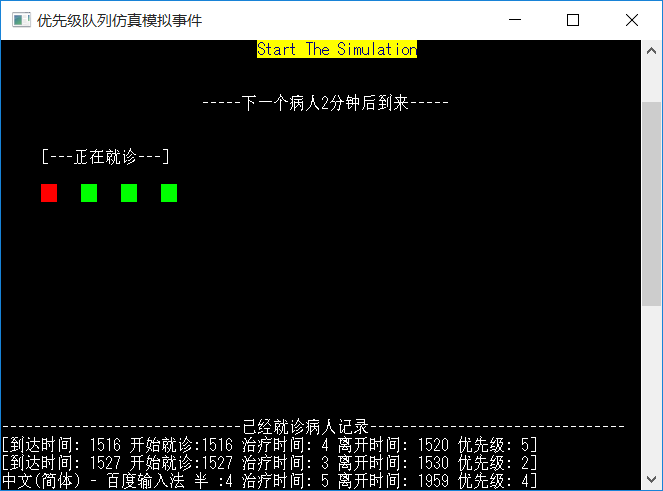 优先级队列仿真模拟事件
Start The Simulation
-----下一个病人2分钟后到来-----
[---正在就诊---]
------------------------------已经就诊病人记录--------------------------------
[到达时间: 1516 开始就诊:1516 治疗时间: 4 离开时间: 1520 优先级: 5]
[到达时间: 1527 开始就诊:1527 治疗时间: 3 离开时间: 1530 优先级: 2]
中文(简体) - 百度输入法 半 :4 治疗时间: 5 离开时间: 1959 优先级: 4]